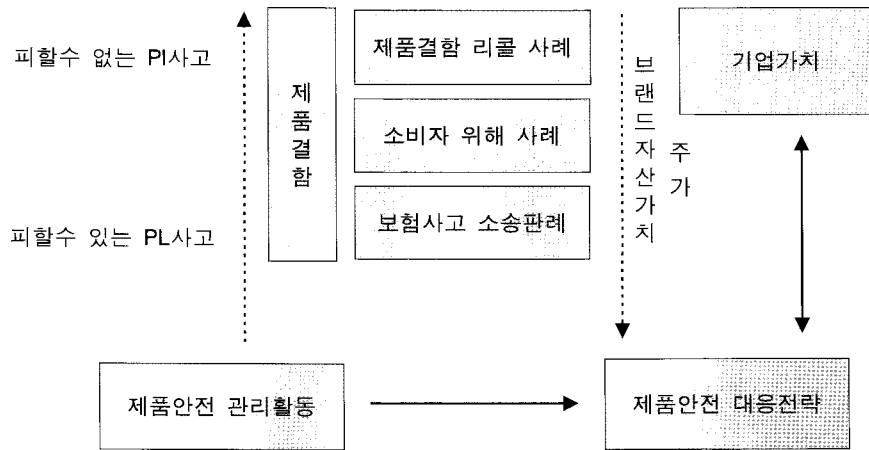 피할수 없는 PI사고
피할수 있는 PL사고
제품결함
제품결함 리콜 사례
소비자 위해 사례
보험사고 소송판례
브랜드자산가치
주가
기업가치
제품안전 관리활동
제품안전 대응전략